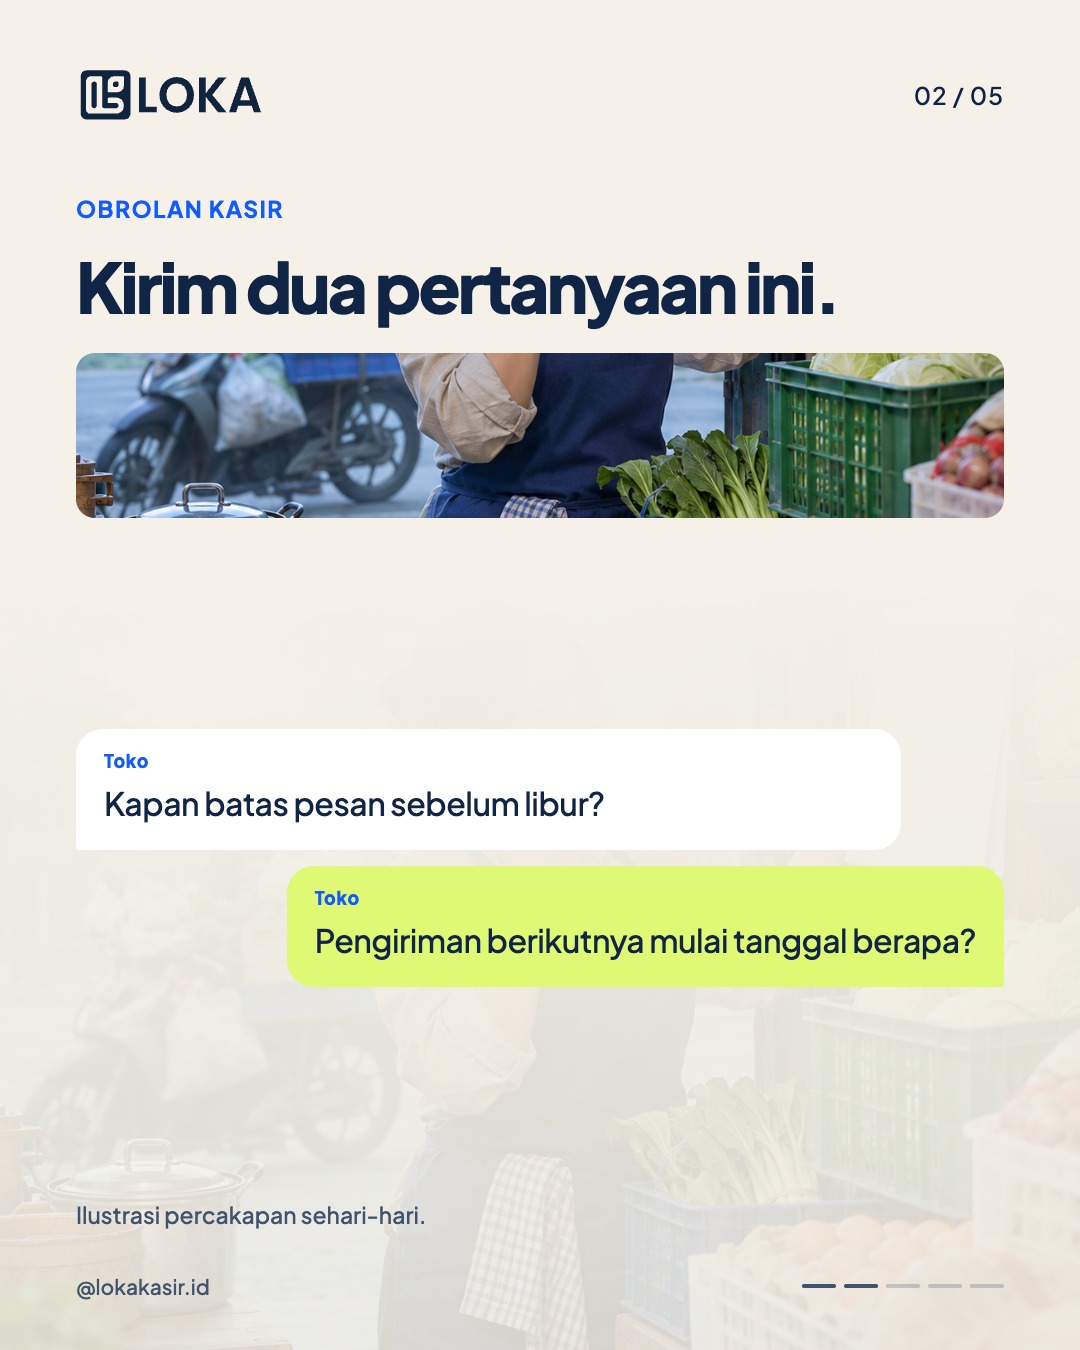 LOKA
02 / 05
OBROLAN KASIR
Kirim dua pertanyaan ini.
Toko
Kapan batas pesan sebelum libur?
Toko
Pengiriman berikutnya mulai tanggal berapa?
Ilustrasi percakapan sehari-hari.
@lokakasir.id